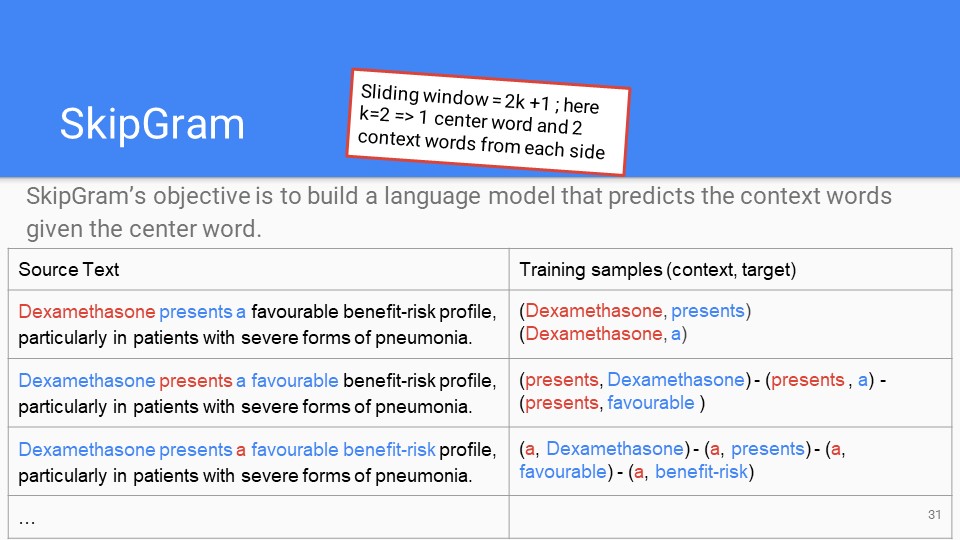 SkipGram
Sliding window = 2k +1 ; here
k=2 => 1 center word and 2
context words from each side
SkipGram’s objective is to build a language model that predicts the context words
given the center word.
Source Text
Training samples (context, target)
Dexamethasone presents a favourable benefit-risk profile,
particularly in patients with severe forms of pneumonia.
(Dexamethasone, presents)
(Dexamethasone, a)
Dexamethasone presents a favourable benefit-risk profile,
particularly in patients with severe forms of pneumonia.
(presents, Dexamethasone) - (presents , a) -
(presents, favourable )
Dexamethasone presents a favourable benefit-risk profile,
particularly in patients with severe forms of pneumonia.
(a, Dexamethasone) - (a, presents) - (a,
favourable) - (a, benefit-risk)
…
31